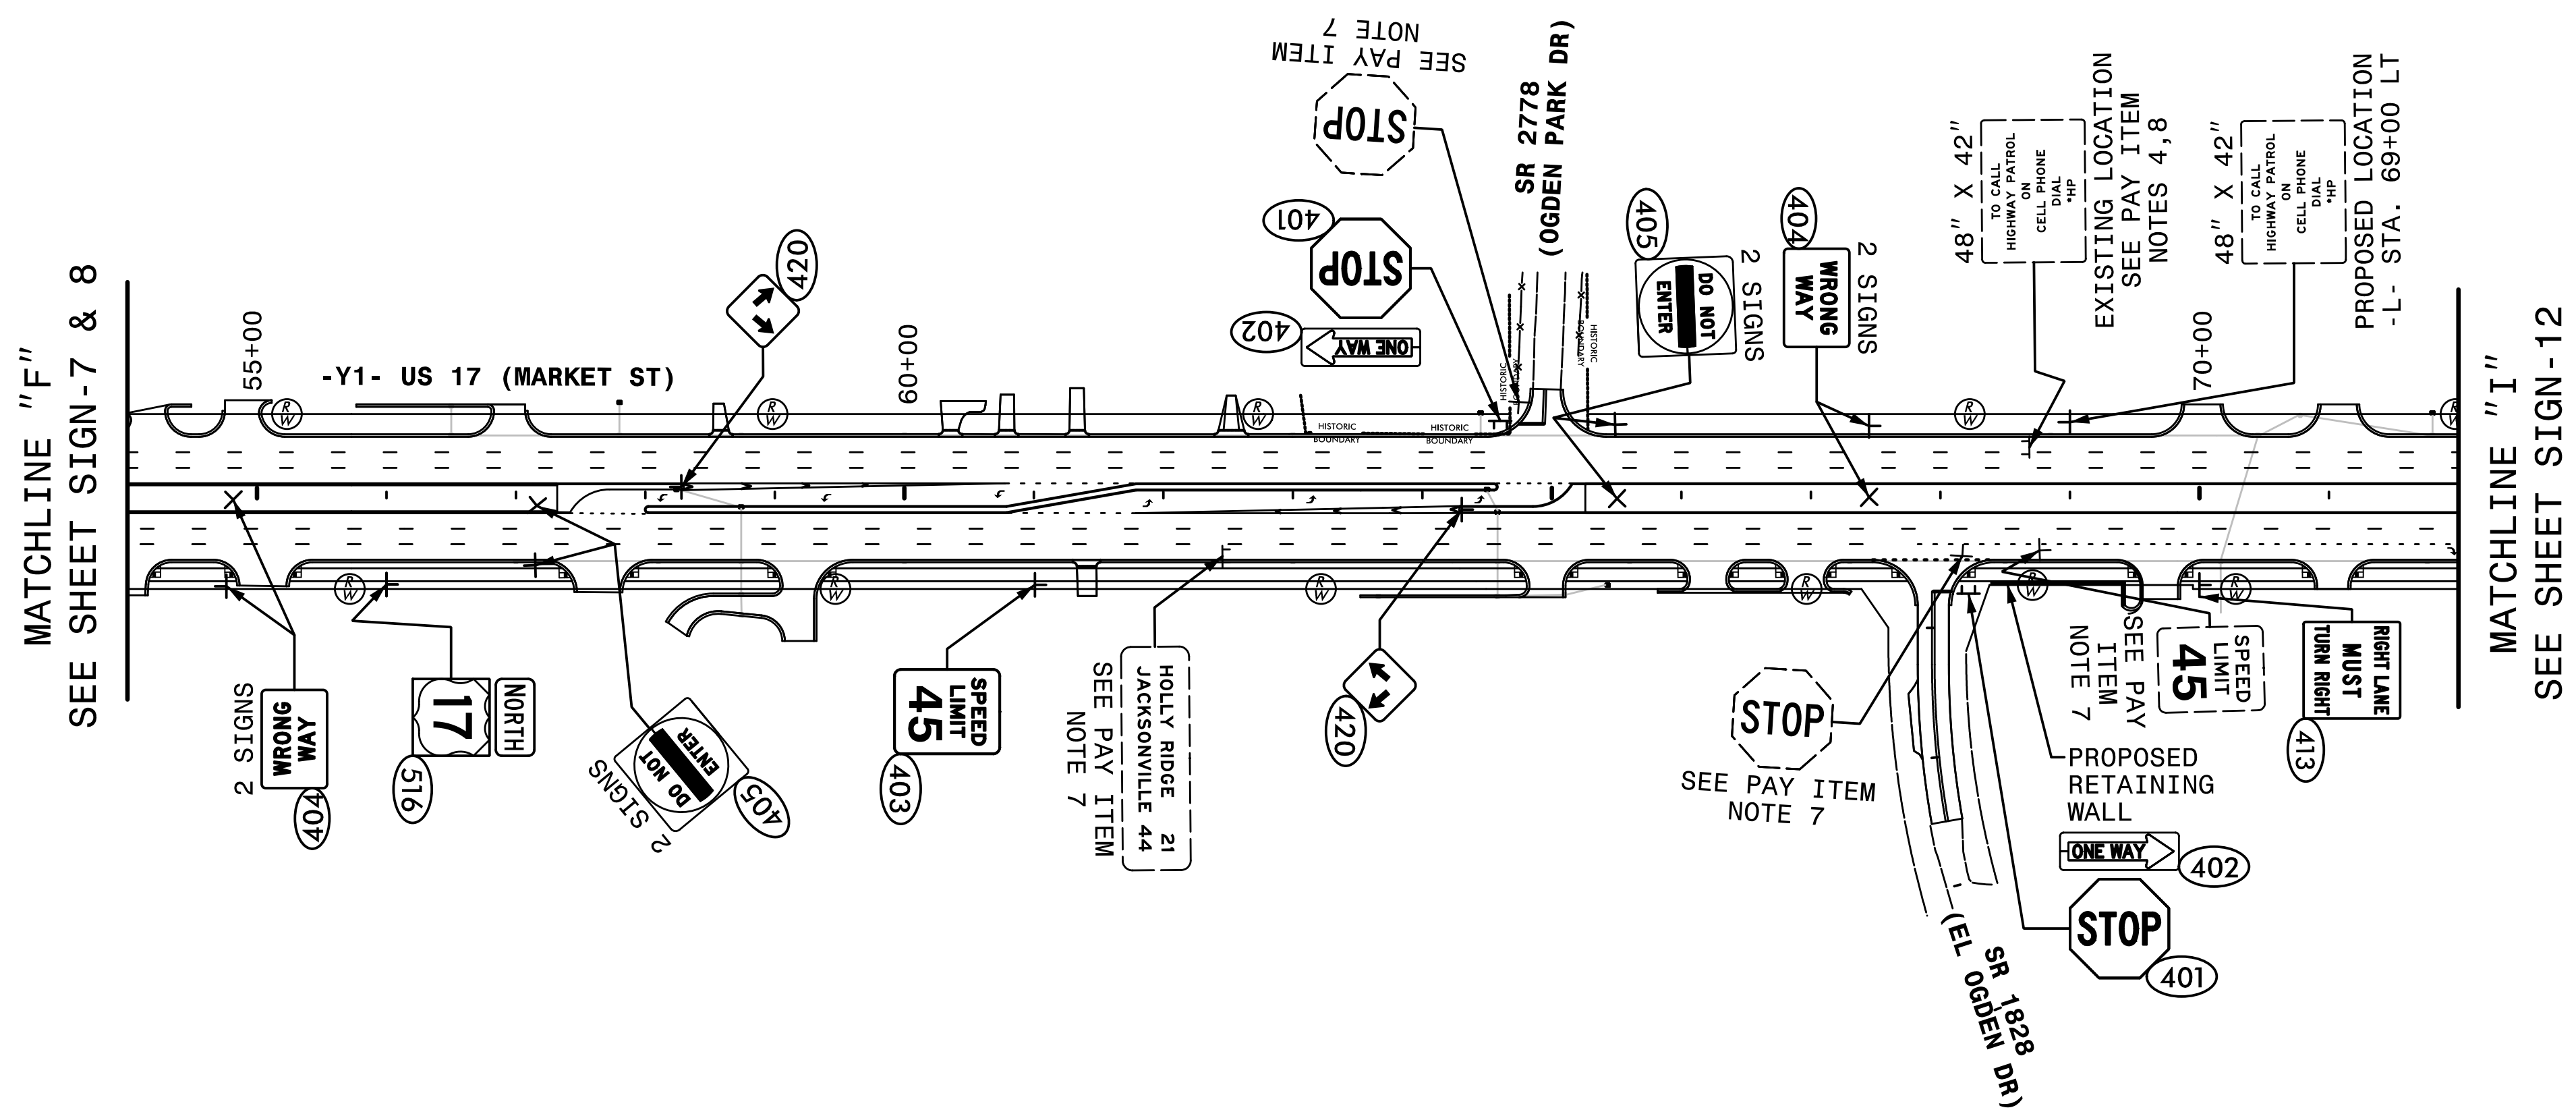 MATCHLINE "F"
SEE SHEET SIGN-7 & 8
55+00
-Y1- US 17 (MARKET ST)
420
60+00
SEE PAY ITEM
NOTE 7
STOP
401
STOP
402
ONE WAY
SR 2778
(OGDEN PARK DR)
HISTORIC
BOUNDARY
HISTORIC
BOUNDARY
HISTORIC
BOUNDARY
HISTORIC
BOUNDARY
405
DO NOT
ENTER
2 SIGNS
404
WRONG
WAY
2 SIGNS
48" X 42"
TO CALL
HIGHWAY PATROL
ON
CELL PHONE
DIAL
*HP
EXISTING LOCATION
SEE PAY ITEM
NOTES 4,8
48" X 42"
TO CALL
HIGHWAY PATROL
ON
CELL PHONE
DIAL
*HP
PROPOSED LOCATION
-L- STA. 69+00 LT
70+00
R
W
R
W
R
W
R
W
R
W
R
W
R
W
R
W
R
W
R
W
R
W
2 SIGNS
WRONG
WAY
404
NORTH
17
516
DO NOT
ENTER
405
2 SIGNS
SPEED
LIMIT
45
403
HOLLY RIDGE 21
JACKSONVILLE 44
SEE PAY ITEM
NOTE 7
420
STOP
SEE PAY ITEM
NOTE 7
SEE PAY
ITEM
NOTE 7
SPEED
LIMIT
45
RIGHT LANE
MUST
TURN RIGHT
413
PROPOSED
RETAINING
WALL
ONE WAY
402
STOP
401
SR 1828
(EL OGDEN DR)
MATCHLINE "I"
SEE SHEET SIGN-12